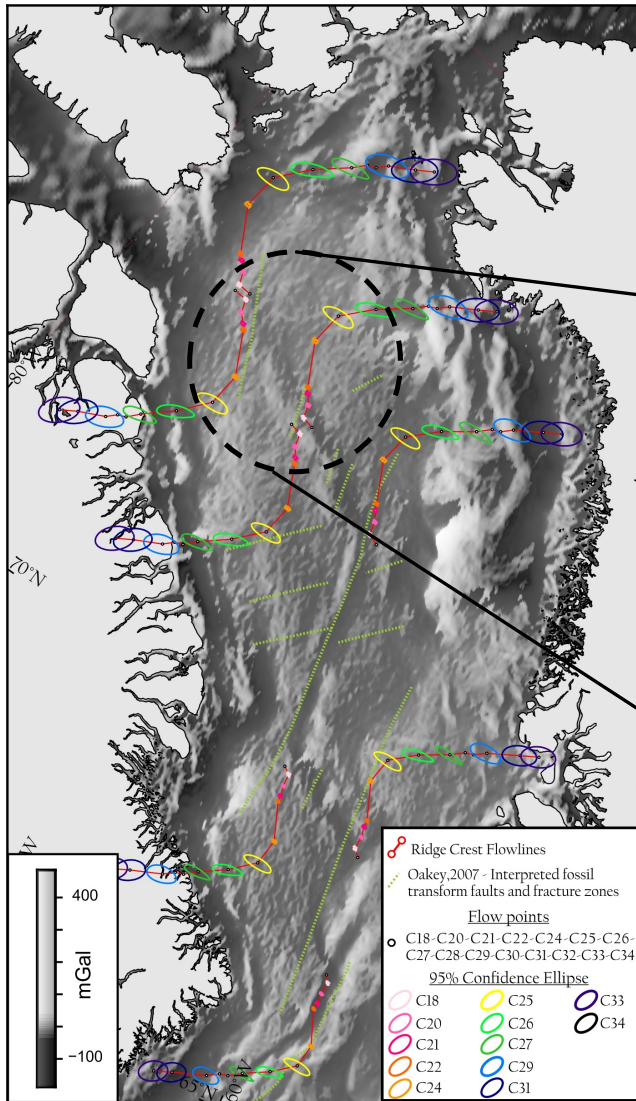 80°W
70°N
W
65°N
60°W
400
mGal
−100
Ridge Crest Flowlines
Oakey,2007 - Interpreted fossil
transform faults and fracture zones
Flow points
C18-C20-C21-C22-C24-C25-C26-
C27-C28-C29-C30-C31-C32-C33-C34
95% Confidence Ellipse
C18
C20
C21
C22
C24
C25
C26
C27
C29
C31
C33
C34